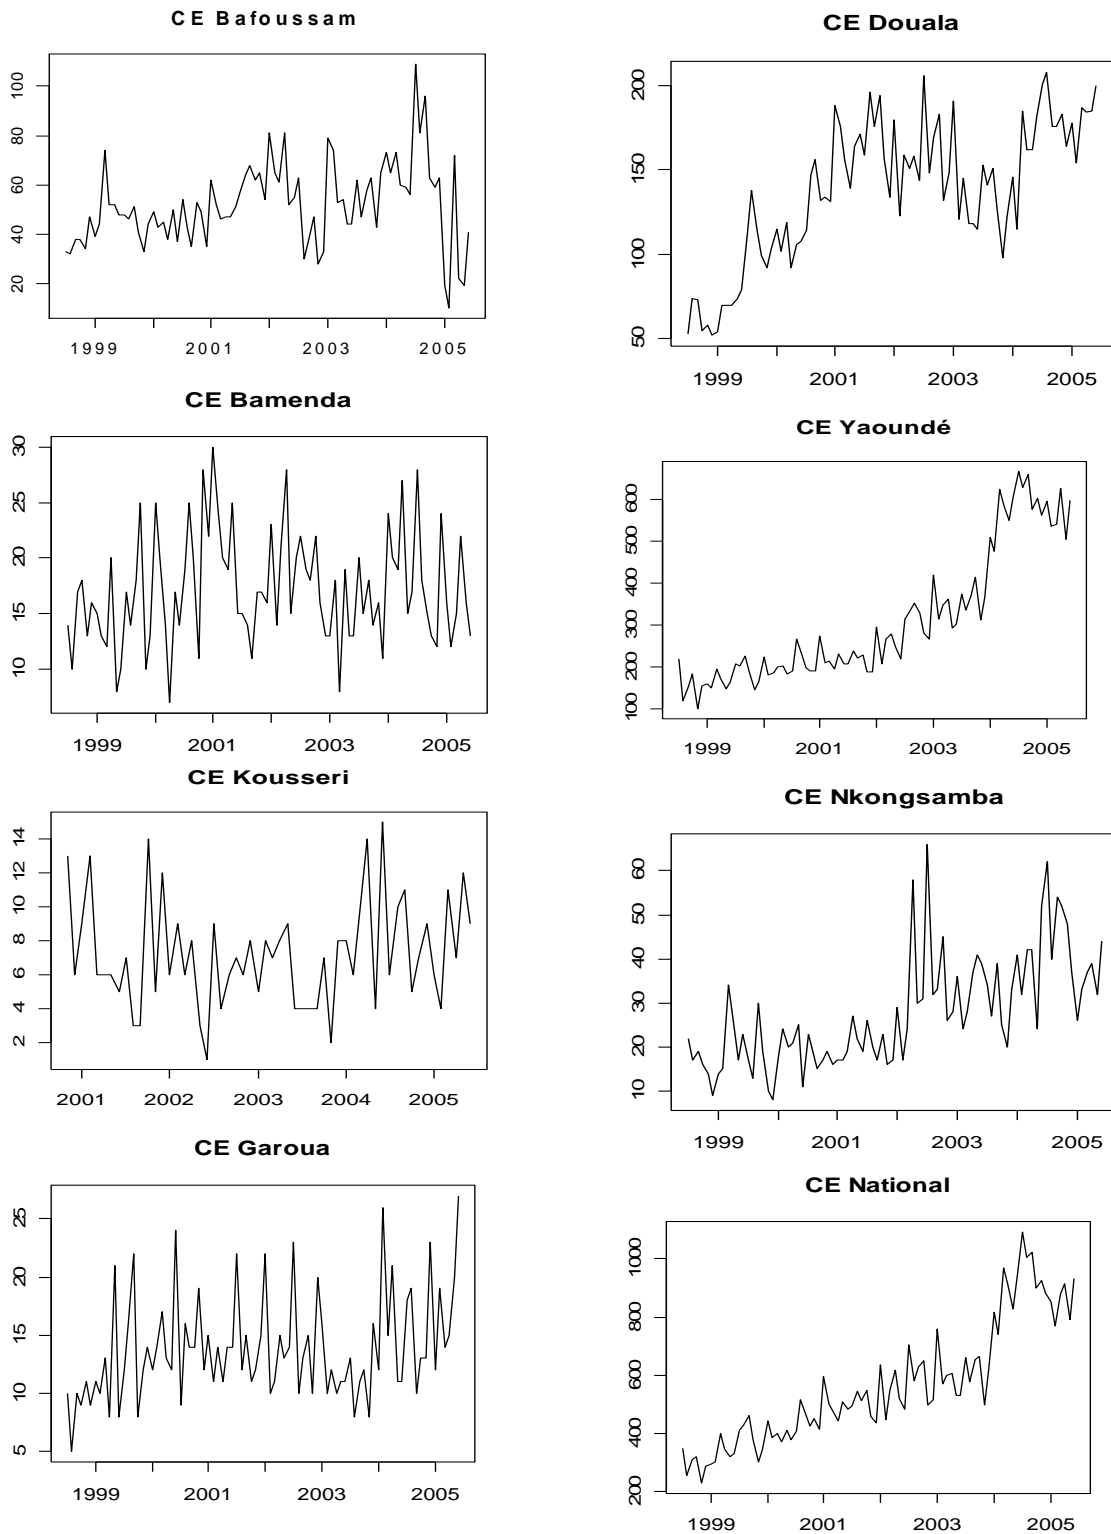 CE Bafoussam
100
80
60
40
20
1999 2001 2003 2005
CE Bamenda
30
25
20
15
10
1999 2001 2003 2005
CE Kousseri
14
12
10
8
6
4
2
2001 2002 2003 2004 2005
CE Garoua
25
20
15
10
5
1999 2001 2003 2005
CE Douala
200
150
100
50
1999 2001 2003 2005
CE Yaoundé
600
500
400
300
200
100
1999 2001 2003 2005
CE Nkongsamba
60
50
40
30
20
10
1999 2001 2003 2005
CE National
1000
800
600
400
200
1999 2001 2003 2005